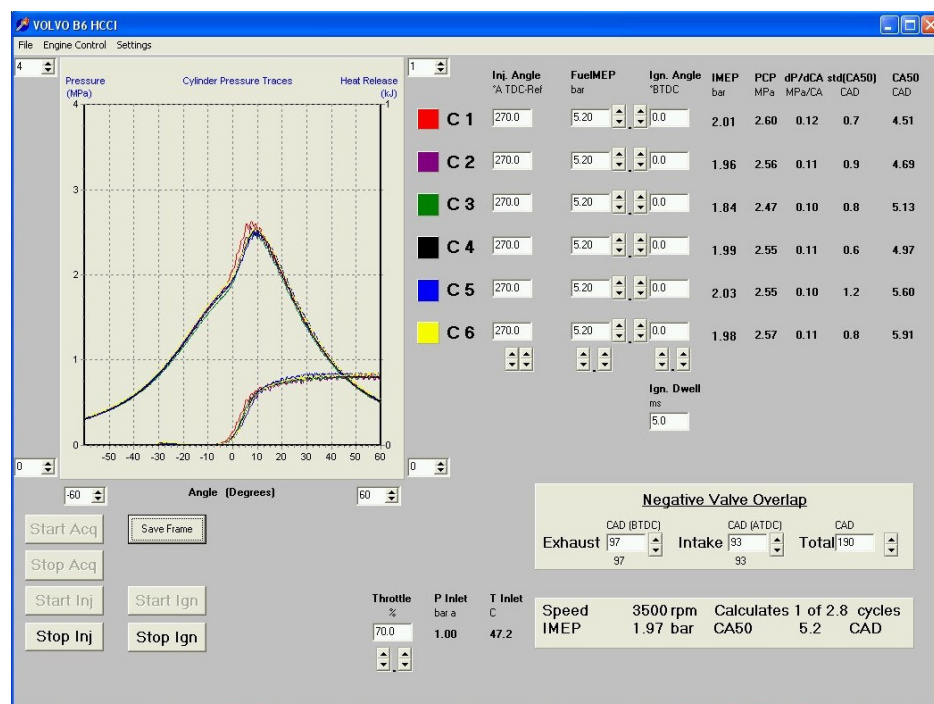 VOLVO B6 HCCI
File Engine Control Settings
4 1
Pressure Cylinder Pressure Traces Heat Release
(MPa) (kJ)
4 1
3
2
1
0 0
-50 -40 -30 -20 -10 0 10 20 30 40 50 60
0 0
-60 Angle (Degrees) 60
Inj. Angle FuelMEP Ign. Angle IMEP PCP dP/dCA std(CA50) CA50
°A TDC-Ref bar °BTDC bar MPa MPa/CA CAD CAD
C 1 270.0 5.20 . 0.0 2.01 2.60 0.12 0.7 4.51
C 2 270.0 5.20 . 0.0 1.96 2.56 0.11 0.9 4.69
C 3 270.0 5.20 . 0.0 1.84 2.47 0.10 0.8 5.13
C 4 270.0 5.20 . 0.0 1.99 2.55 0.11 0.6 4.97
C 5 270.0 5.20 . 0.0 2.03 2.55 0.10 1.2 5.60
C 6 270.0 5.20 . 0.0 1.98 2.57 0.11 0.8 5.91
Ign. Dwell
ms
5.0
Start Acq Save Frame
Stop Acq
Start Inj Start Ign
Stop Inj Stop Ign
Throttle P Inlet T Inlet
% bar a C
70.0 1.00 47.2
Negative Valve Overlap
CAD (BTDC) CAD (ATDC) CAD
Exhaust 97 Intake 93 Total 190
97 93
Speed 3500 rpm Calculates 1 of 2.8 cycles
IMEP 1.97 bar CA50 5.2 CAD